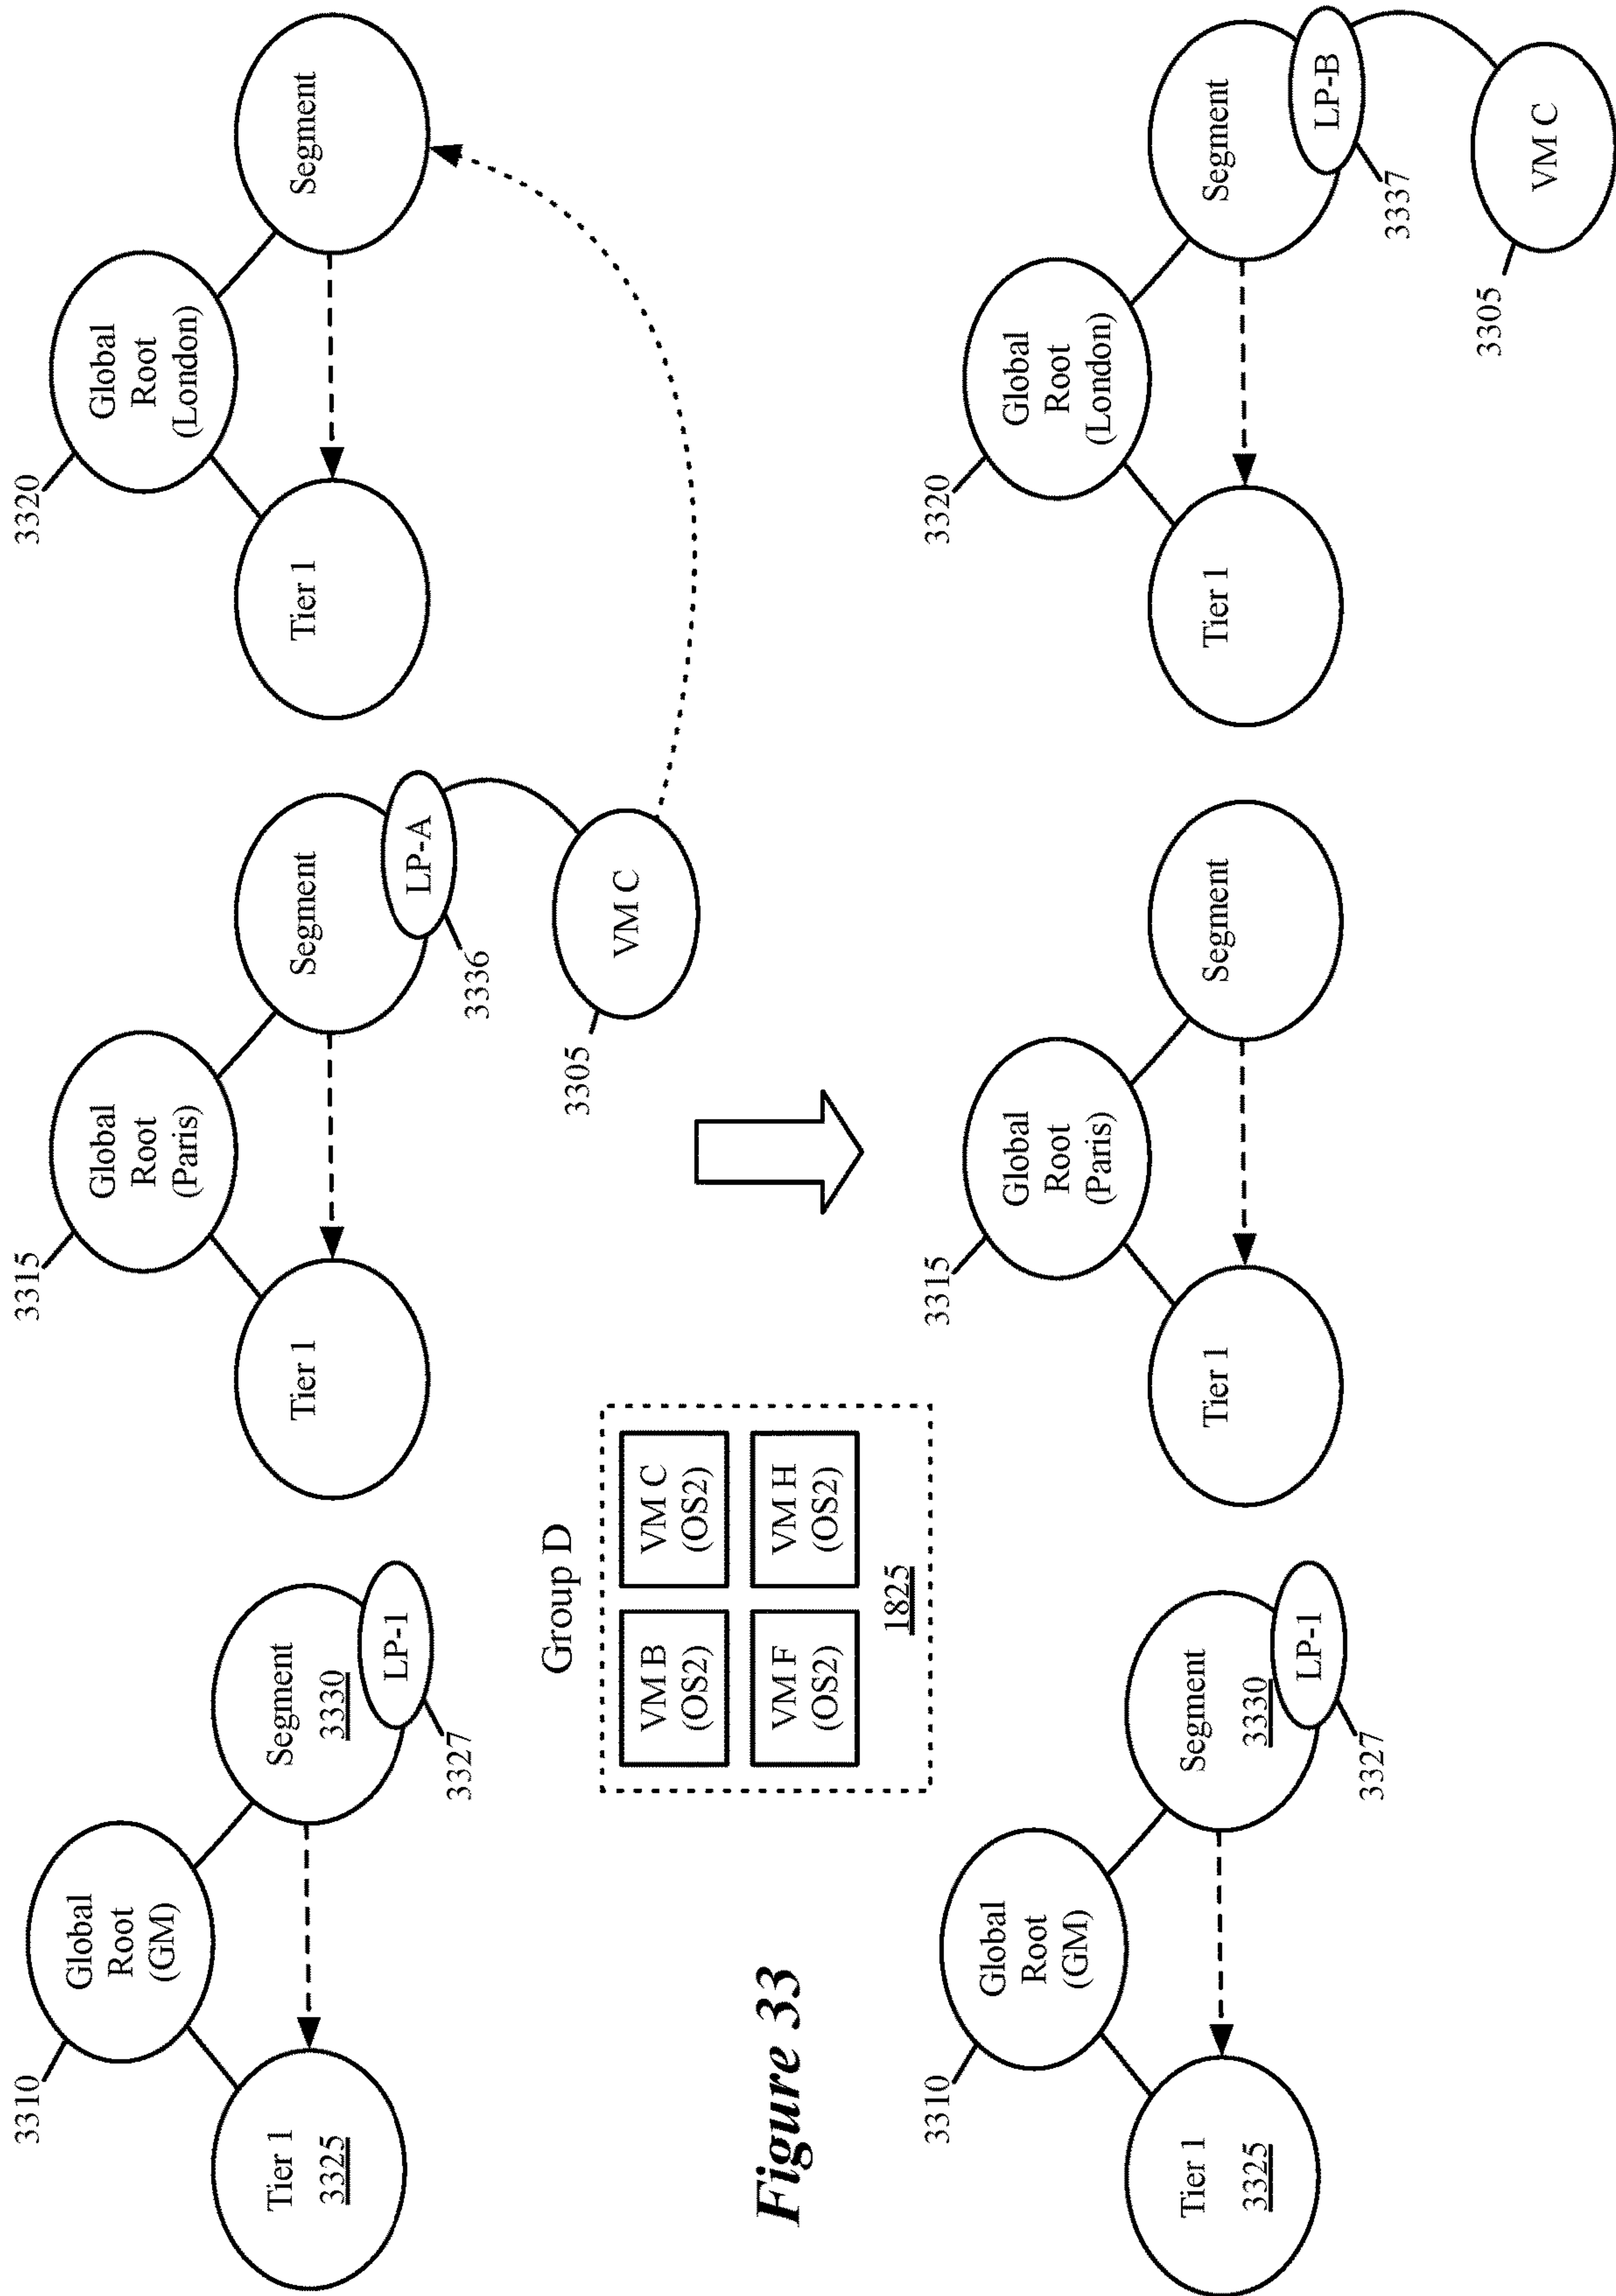 3310
Global
Root
(GM)
Tier 1
3325
Segment
3330
LP-1
3327
3315
Global
Root
(Paris)
Tier 1
Segment
LP-A
3336
VM C
3305
3320
Global
Root
(London)
Tier 1
Segment
Group D
VM B
(OS2)
VM C
(OS2)
VM F
(OS2)
VM H
(OS2)
1825
Figure 33
3310
Global
Root
(GM)
Tier 1
3325
Segment
3330
LP-1
3327
3315
Global
Root
(Paris)
Tier 1
Segment
3320
Global
Root
(London)
Tier 1
Segment
LP-B
3337
VM C
3305